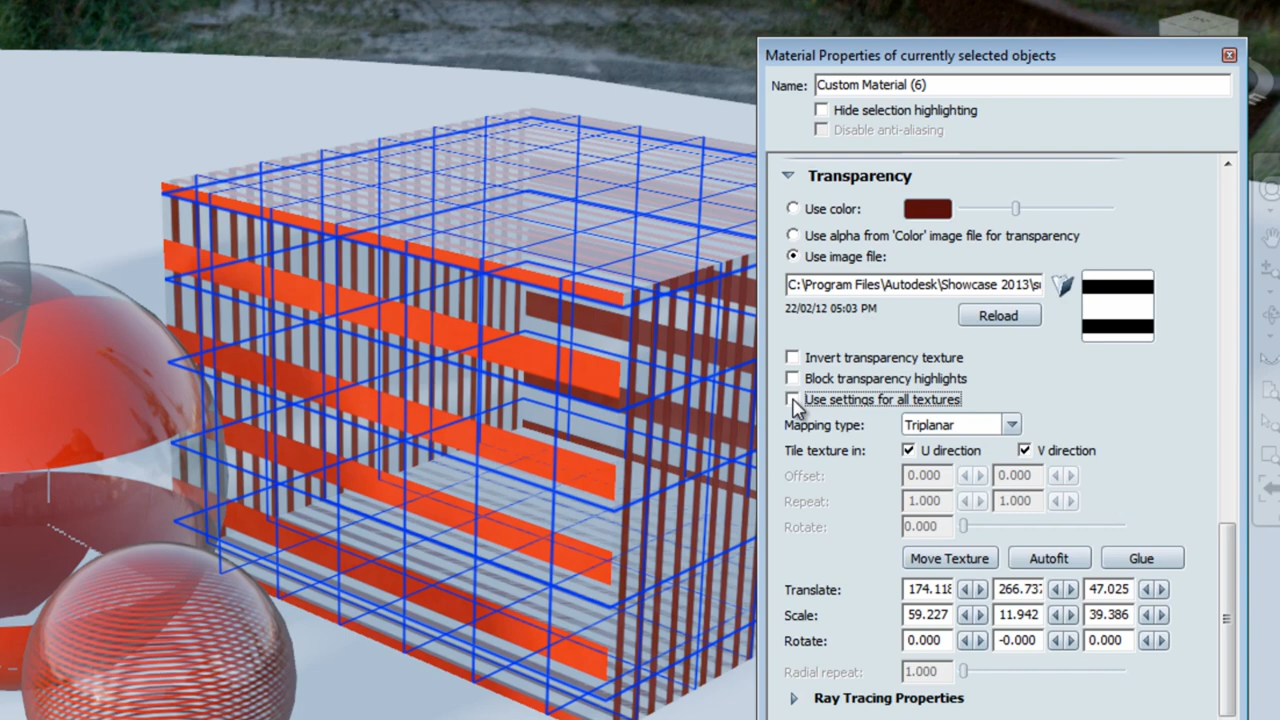 Material Properties of currently selected objects
Name: Custom Material (6)
Hide selection highlighting
Disable anti-aliasing
Transparency
Use color:
Use alpha from 'Color' image file for transparency
Use image file:
C:\Program Files\Autodesk\Showcase 2013\
22/02/12 05:03 PM
Reload
Invert transparency texture
Block transparency highlights
Use settings for all textures
Mapping type: Triplanar
Tile texture in: U direction V direction
Offset: 0.000 0.000
Repeat: 1.000 1.000
Rotate: 0.000
Move Texture Autofit Glue
Translate: 174.118 266.737 47.025
Scale: 59.227 11.942 39.386
Rotate: 0.000 -0.000 0.000
Radial repeat: 1.000
Ray Tracing Properties